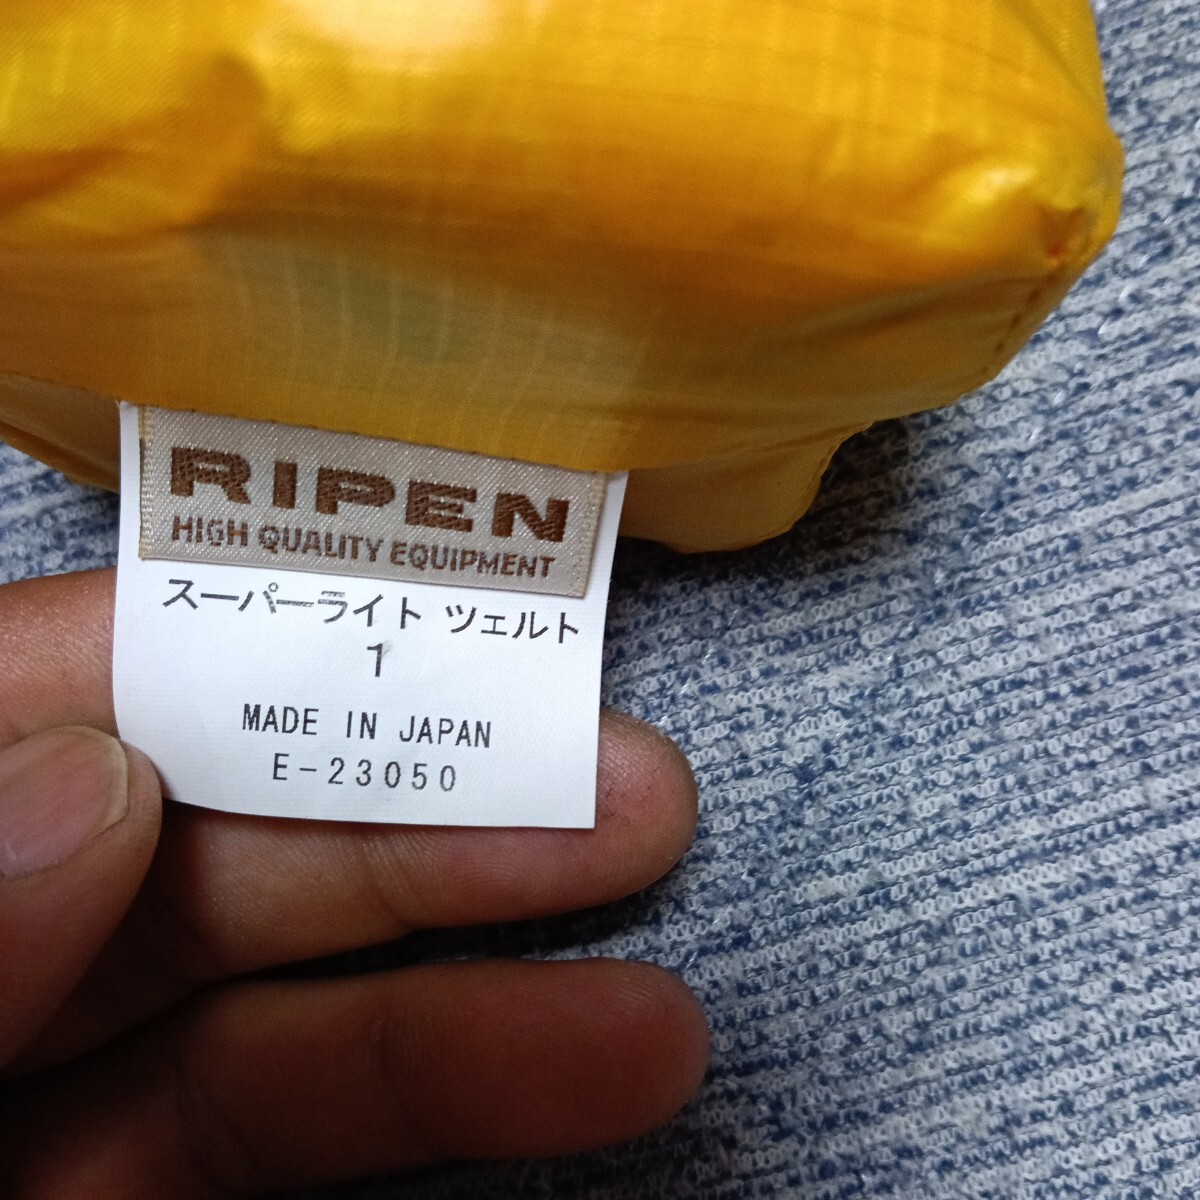 RIPEN
HIGH QUALITY EQUIPMENT
スーパーライト ツェルト
1
MADE IN JAPAN
E-23050